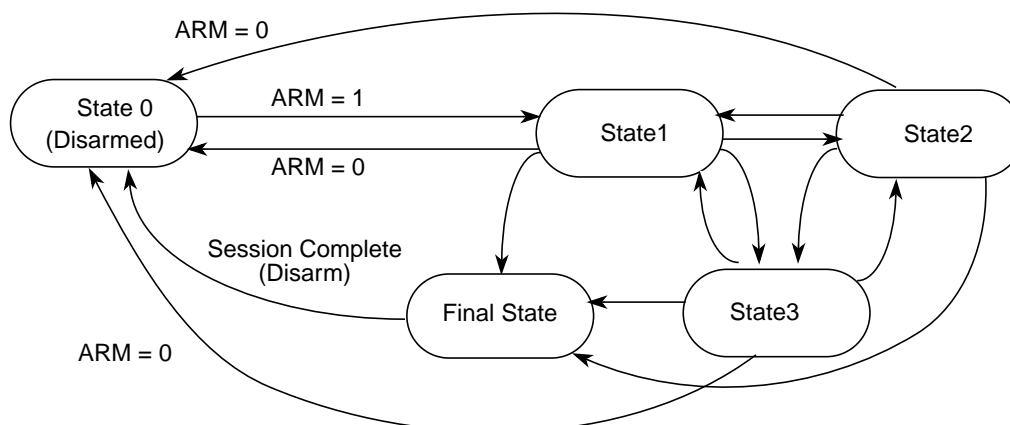 ARM = 0
State 0
(Disarmed)
ARM = 1
State1
State2
ARM = 0
Session Complete
(Disarm)
Final State
State3
ARM = 0